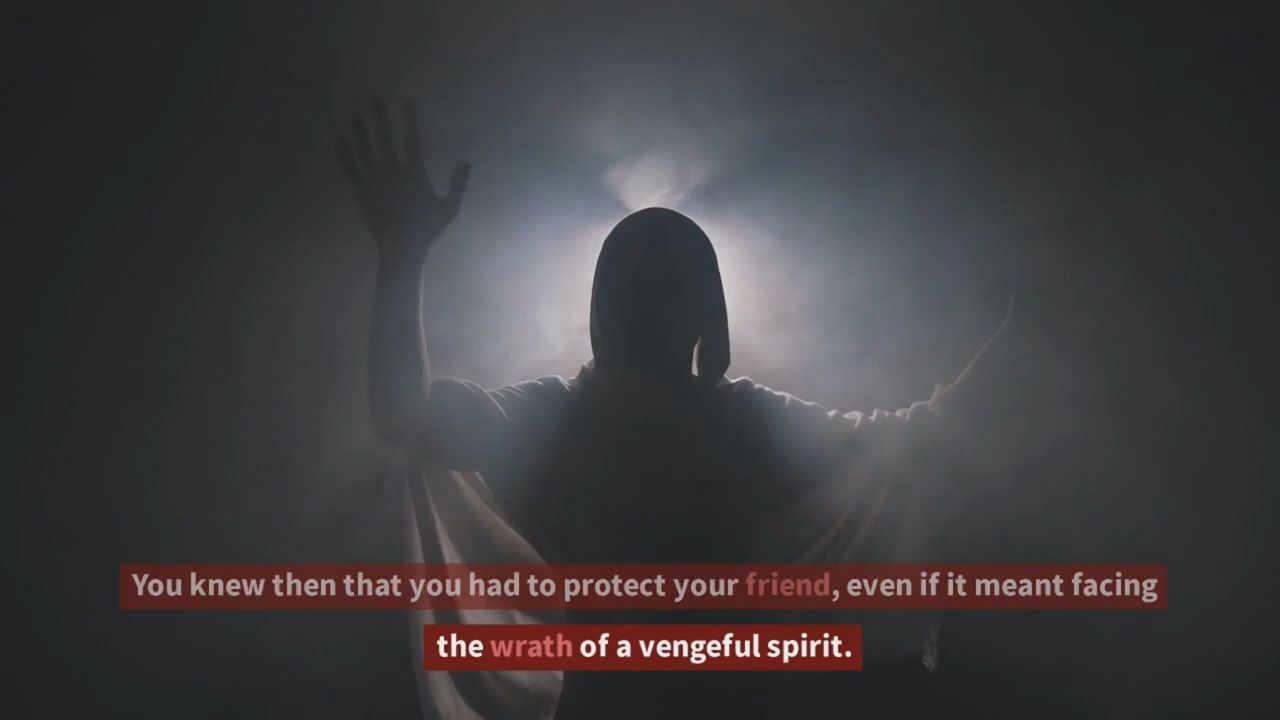 You knew then that you had to protect your friend, even if it meant facing
the wrath of a vengeful spirit.